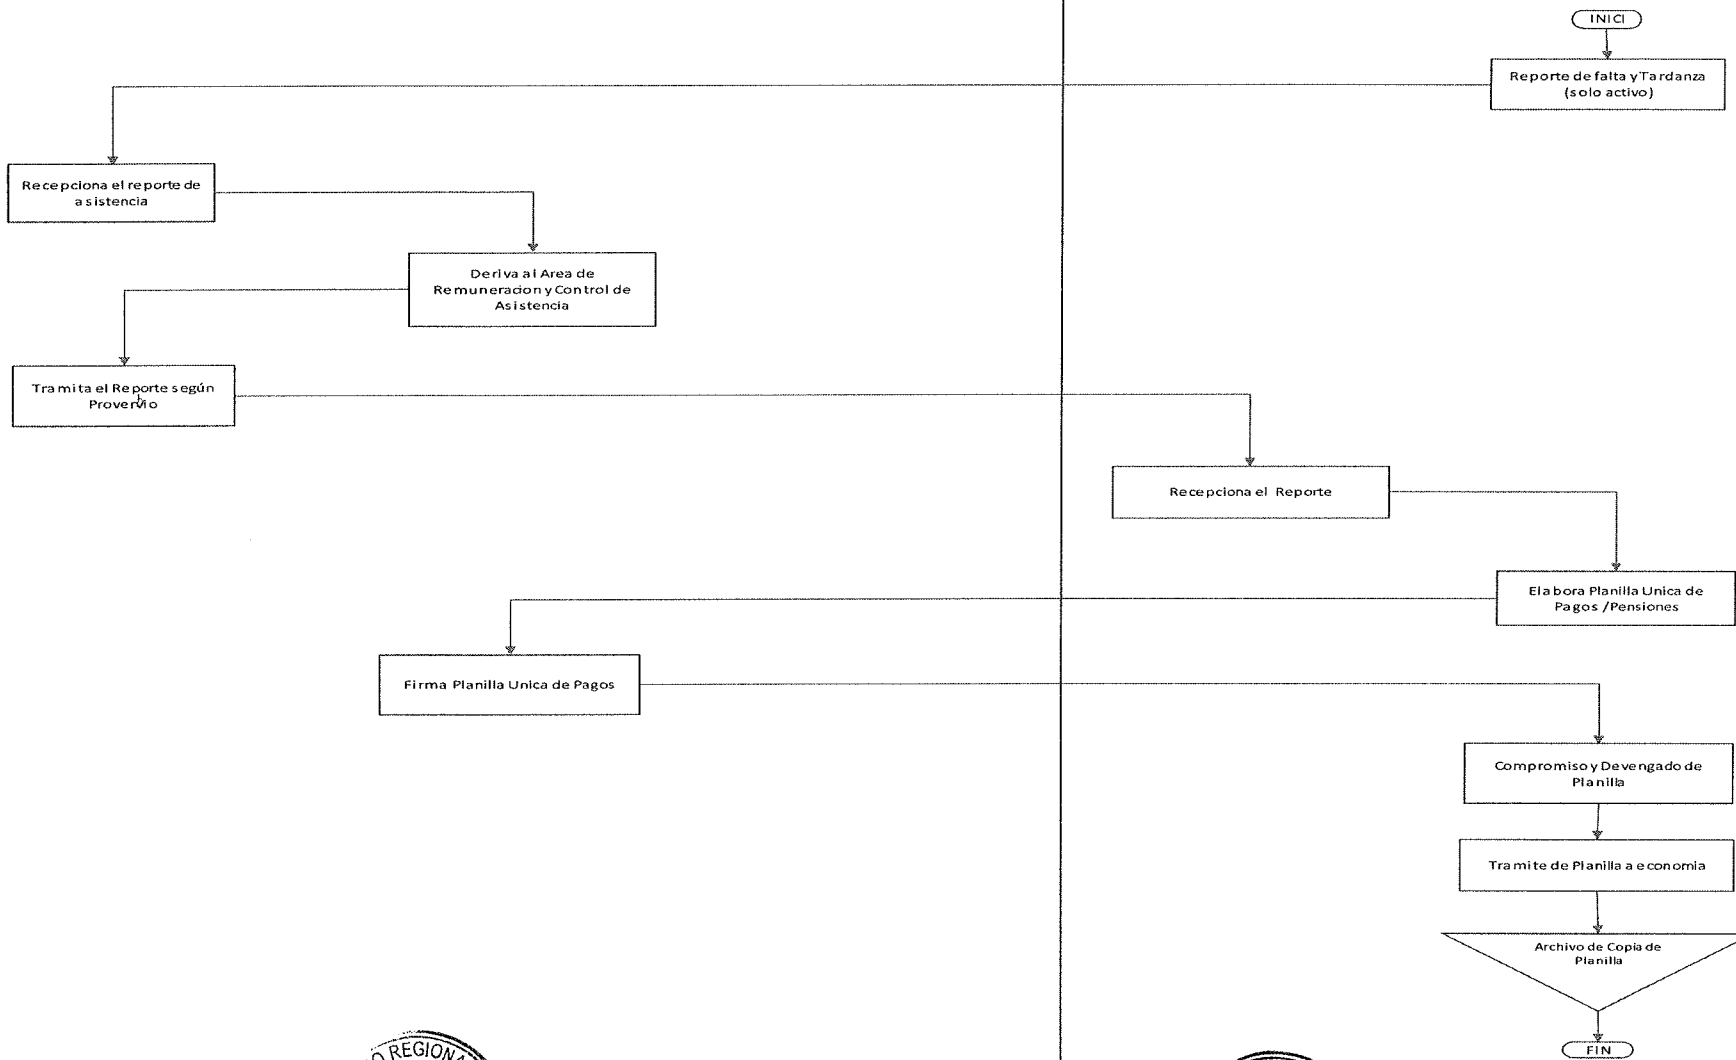 INICI
Reporte de falta y Tardanza
(solo activo)
Recepciona el reporte de
asistencia
Deriva al Area de
Remuneracion y Control de
Asistencia
Tramita el Reporte según
Provervio
Recepciona el Reporte
Elabora Planilla Unica de
Pagos /Pensiones
Firma Planilla Unica de Pagos
Compromiso y Devengado de
Planilla
Tramite de Planilla a economia
Archivo de Copia de
Planilla
FIN
O REGIONA